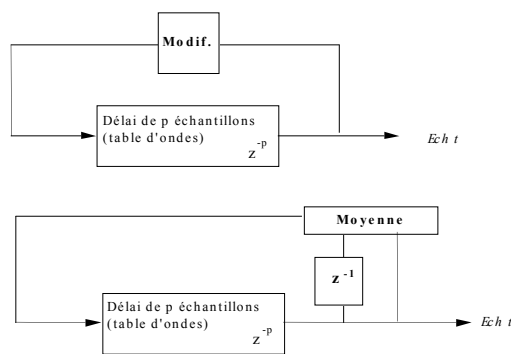 Modif.
Délai de p échantillons
(table d'ondes)
z-p
Ech t
Moyenne
z-1
Délai de p échantillons
(table d'ondes)
z-p
Ech t